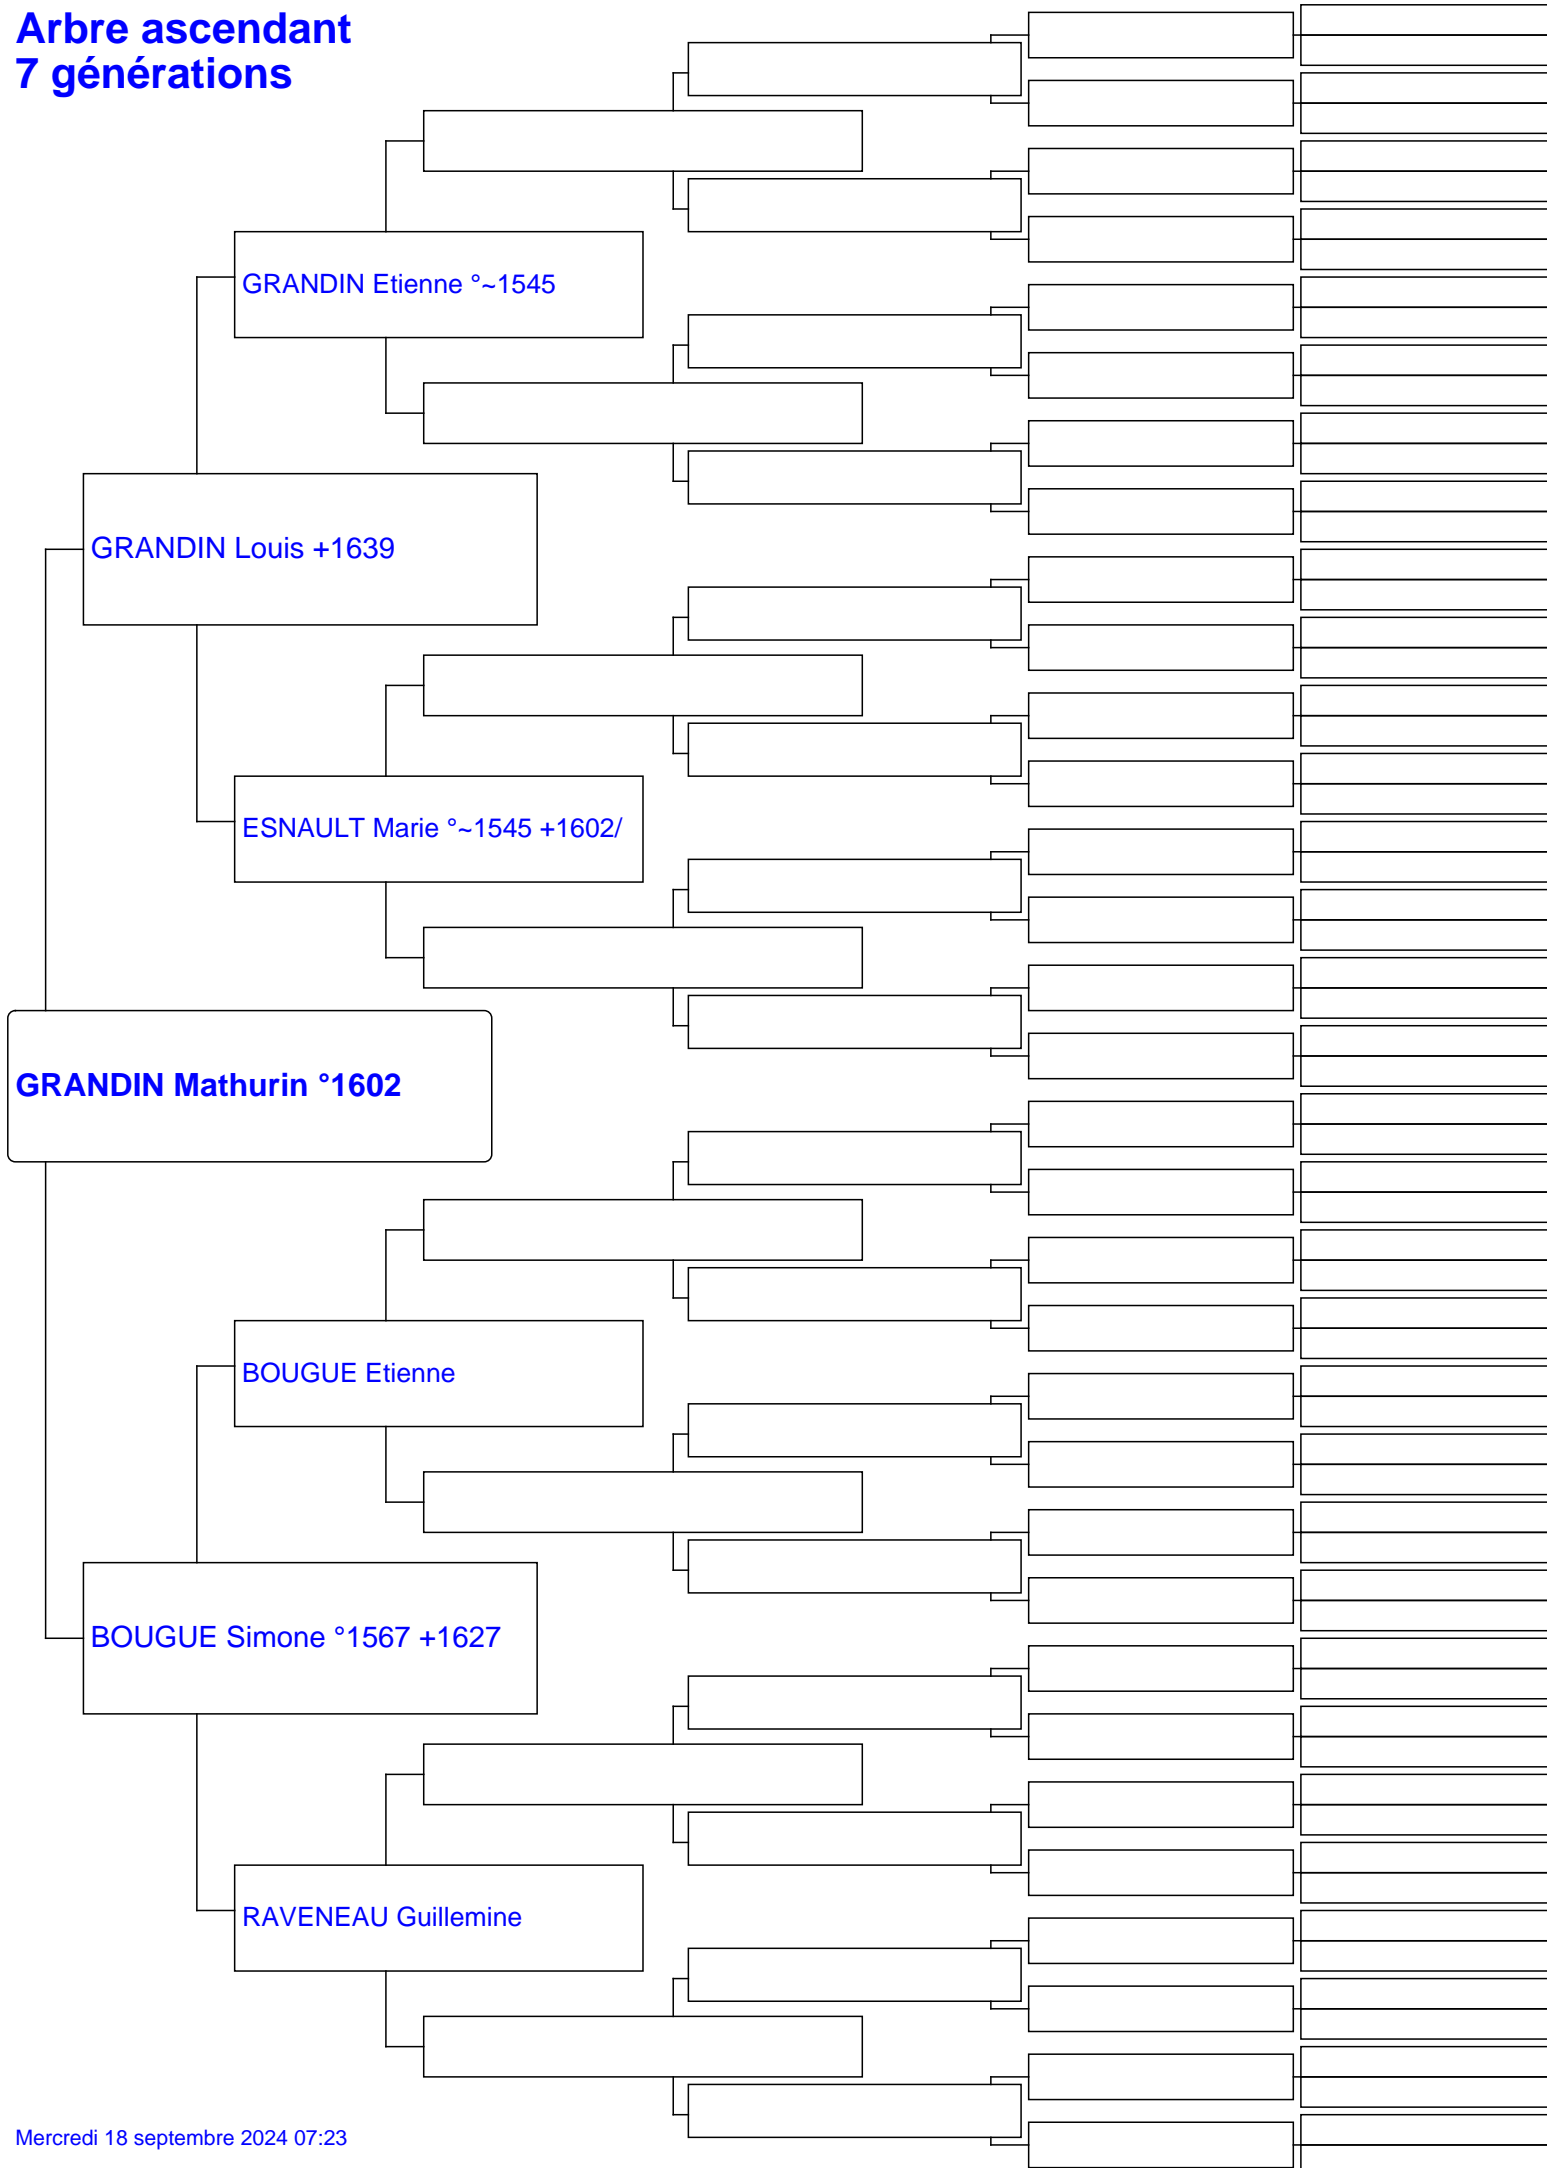 Arbre ascendant
7 générations
GRANDIN Etienne °~1545
GRANDIN Louis +1639
ESNAULT Marie °~1545 +1602/
GRANDIN Mathurin °1602
BOUGUE Etienne
BOUGUE Simone °1567 +1627
RAVENEAU Guillemine
Mercredi 18 septembre 2024 07:23